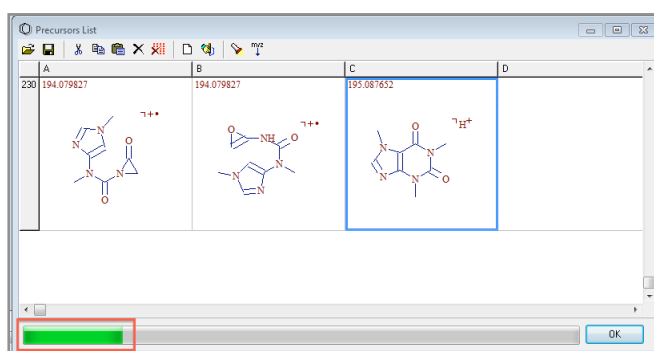 Precursors List
myz
A B C D
230 194.079827 194.079827 195.087652
N N N O N O ┐+•
O NH O N N N ┐+•
O N N N N O ┐H+
OK